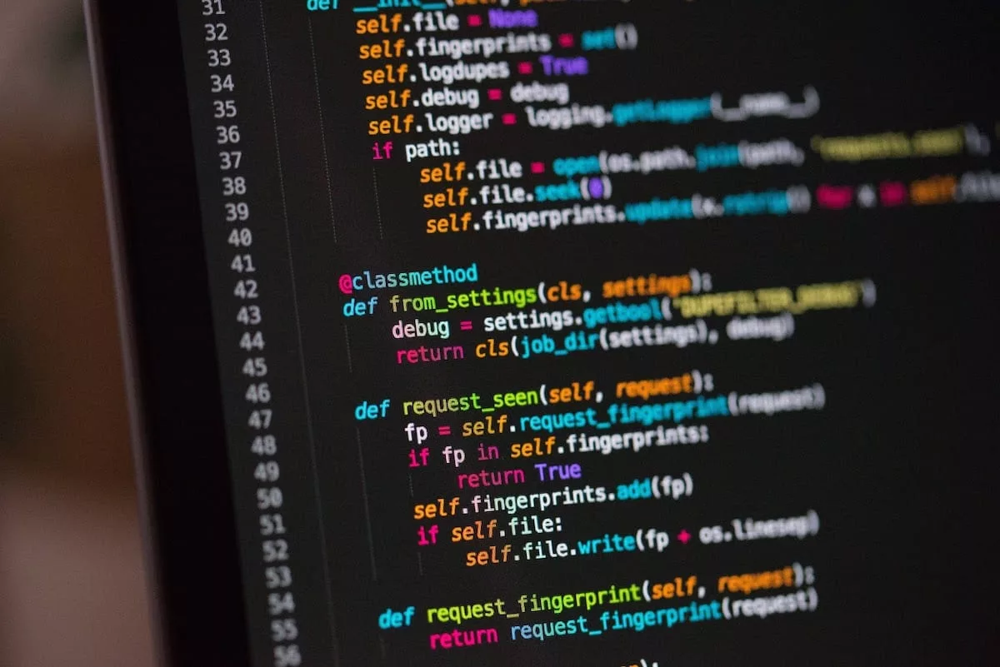 31 def __init__(self,
32 self.file = None
33 self.fingerprints = set()
34 self.logdupes = True
35 self.debug = debug
36 self.logger = logging.getLogger(__name__)
37 if path:
38 self.file = open(os.path.join(path, 'requests.seen'),
39 self.file.seek(0)
40 self.fingerprints.update(x.rstrip() for x in self.file
41
42 @classmethod
43 def from_settings(cls, settings):
44 debug = settings.getbool('DUPEFILTER_DEBUG')
45 return cls(job_dir(settings), debug)
46
47 def request_seen(self, request):
48 fp = self.request_fingerprint(request)
49 if fp in self.fingerprints:
50 return True
51 self.fingerprints.add(fp)
52 if self.file:
53 self.file.write(fp + os.linesep)
54
55 def request_fingerprint(self, request):
56 return request_fingerprint(request)